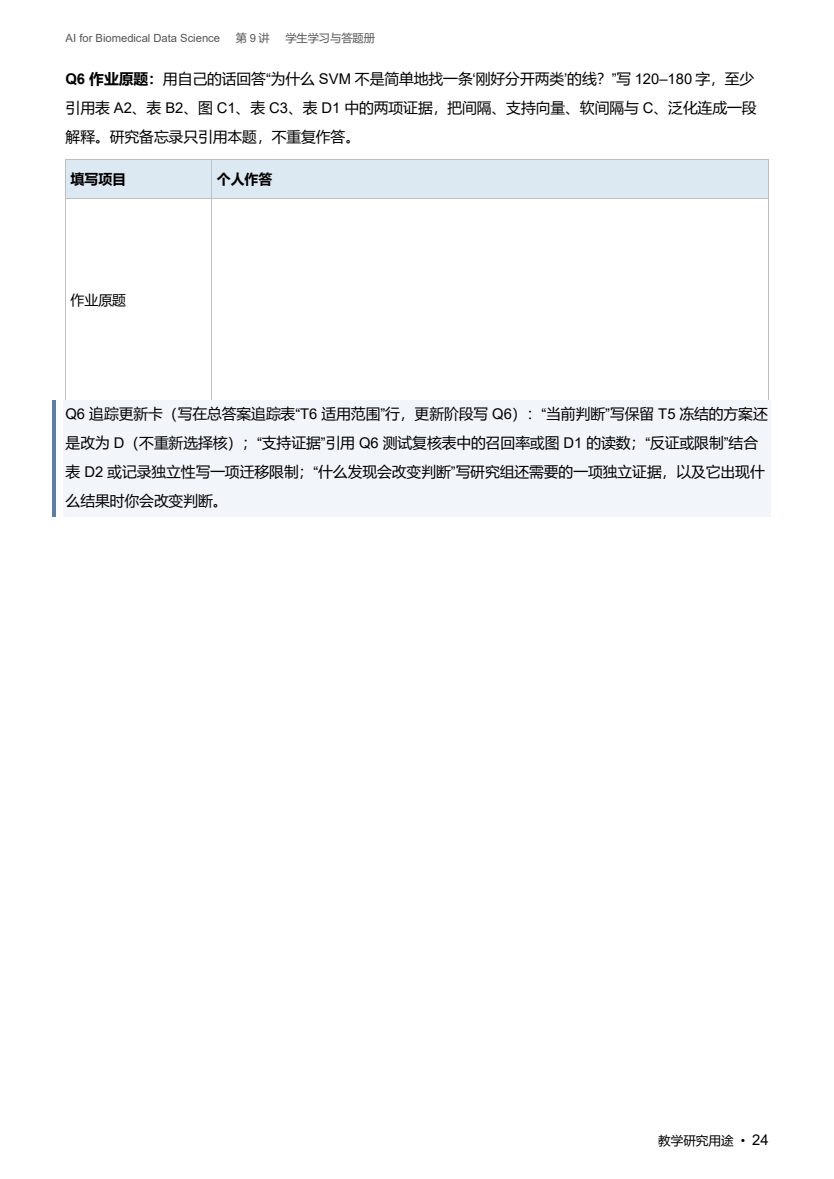 AI for Biomedical Data Science 第 9 讲 学生学习与答题册
Q6 作业原题：用自己的话回答“为什么 SVM 不是简单地找一条‘刚好分开两类’的线？”写 120–180 字，至少
引用表 A2、表 B2、图 C1、表 C3、表 D1 中的两项证据，把间隔、支持向量、软间隔与 C、泛化连成一段
解释。研究备忘录只引用本题，不重复作答。
填写项目 个人作答
作业原题
Q6 追踪更新卡（写在总答案追踪表“T6 适用范围”行，更新阶段写 Q6）：“当前判断”写保留 T5 冻结的方案还
是改为 D（不重新选择核）；“支持证据”引用 Q6 测试复核表中的召回率或图 D1 的读数；“反证或限制”结合
表 D2 或记录独立性写一项迁移限制；“什么发现会改变判断”写研究组还需要的一项独立证据，以及它出现什
么结果时你会改变判断。
教学研究用途 • 24